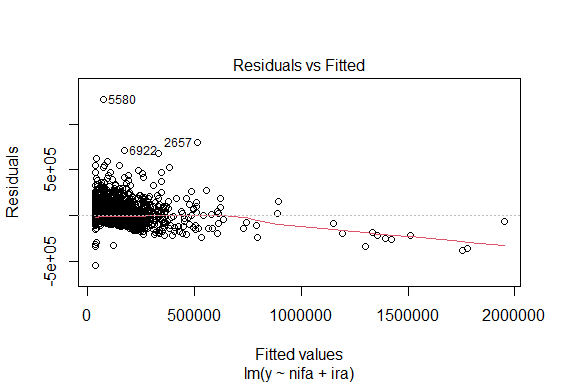 Residuals vs Fitted
5580
6922
2657
Residuals
5e+05
-5e+05
0
500000
1000000
1500000
2000000
Fitted values
lm(y ~ nifa + ira)